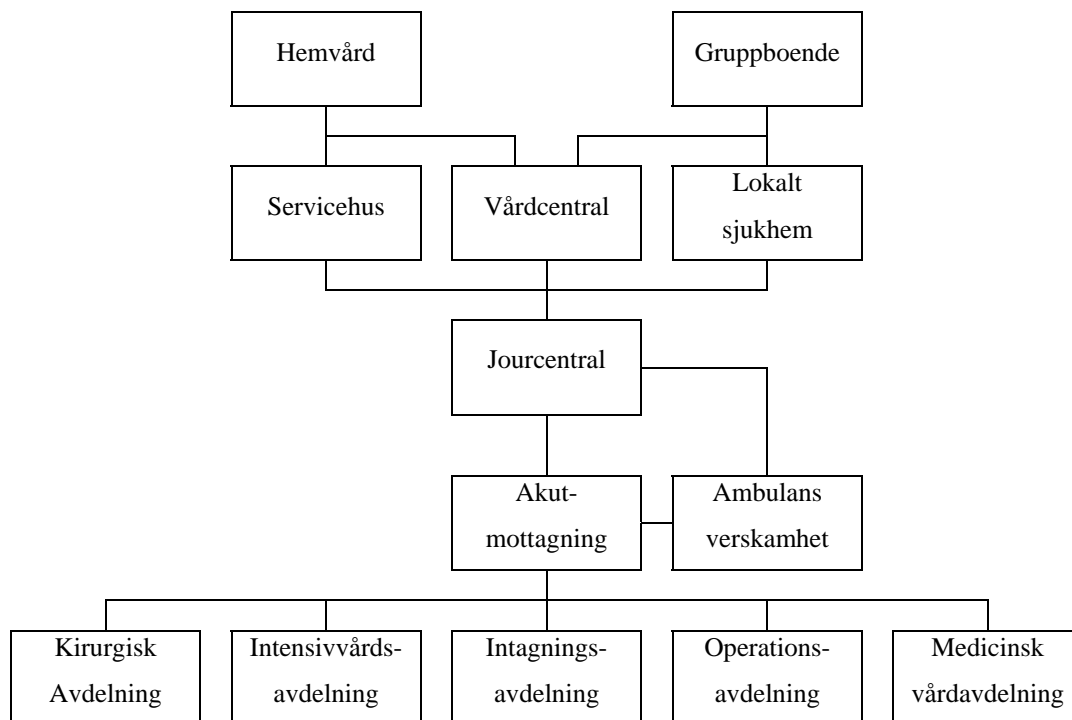 Hemvård
Gruppboende
Servicehus
Vårdcentral
Lokalt
sjukhem
Jourcentral
Akut-
mottagning
Ambulans
verskamhet
Kirurgisk
Avdelning
Intensivvårds-
avdelning
Intagnings-
avdelning
Operations-
avdelning
Medicinsk
vårdavdelning